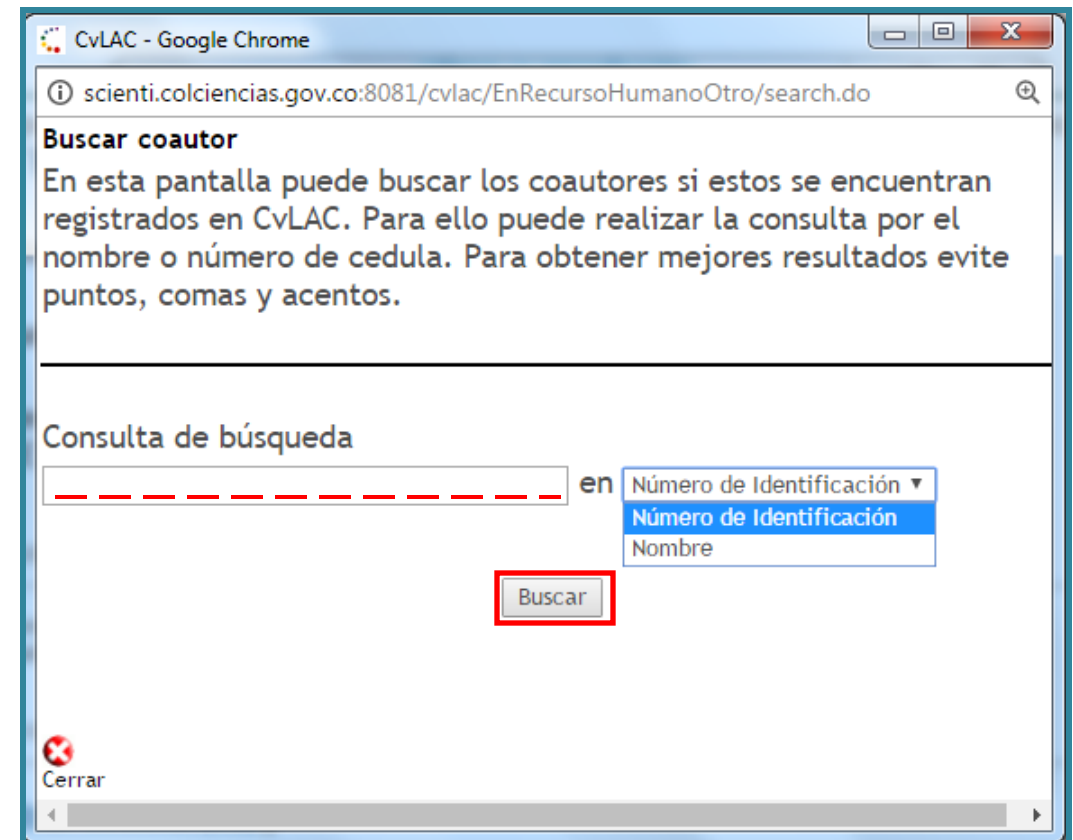 CvLAC - Google Chrome
scienti.colciencias.gov.co:8081/cvlac/EnRecursoHumanoOtro/search.do
Buscar coautor
En esta pantalla puede buscar los coautores si estos se encuentran
registrados en CvLAC. Para ello puede realizar la consulta por el
nombre o número de cedula. Para obtener mejores resultados evite
puntos, comas y acentos.
Consulta de búsqueda
en Número de Identificación
Número de Identificación
Nombre
Buscar
Cerrar